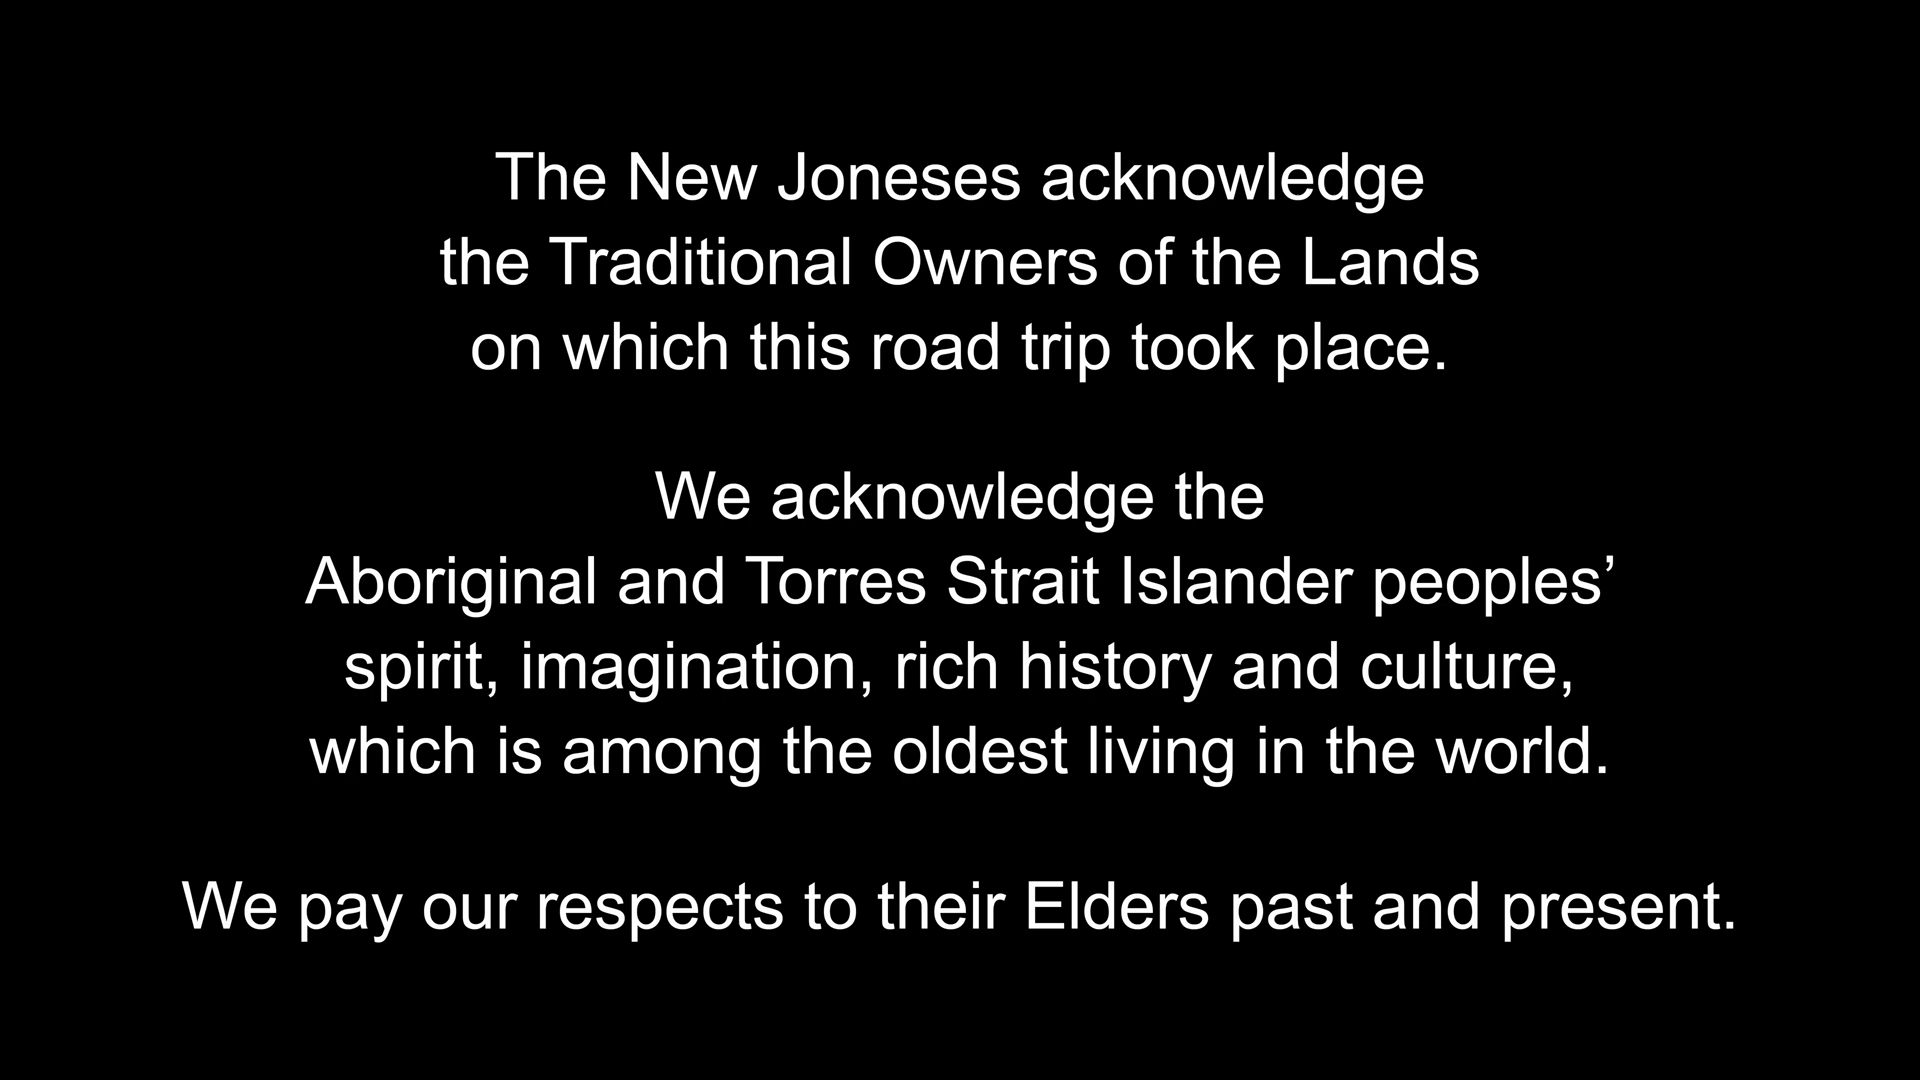 The New Joneses acknowledge
the Traditional Owners of the Lands
on which this road trip took place.
We acknowledge the
Aboriginal and Torres Strait Islander peoples’
spirit, imagination, rich history and culture,
which is among the oldest living in the world.
We pay our respects to their Elders past and present.